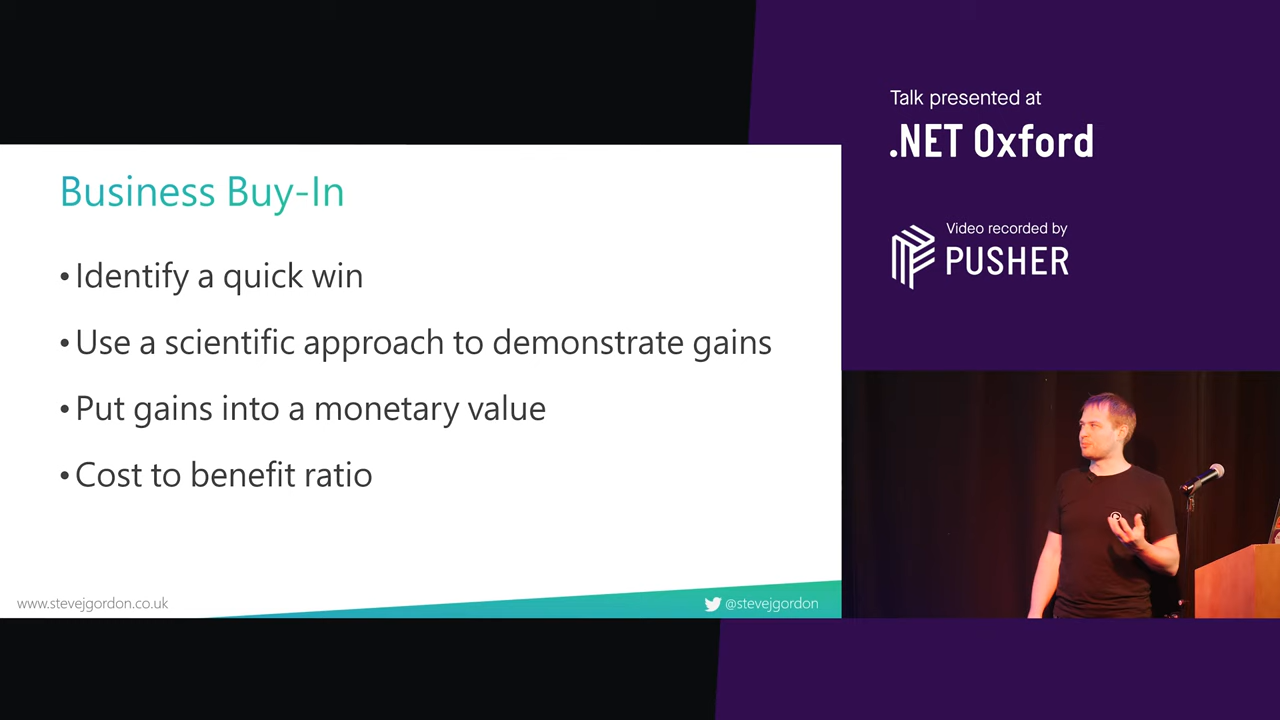 Business Buy-In
• Identify a quick win
• Use a scientific approach to demonstrate gains
• Put gains into a monetary value
• Cost to benefit ratio
www.stevejgordon.co.uk
@stevejgordon
Talk presented at
.NET Oxford
Video recorded by
PUSHER